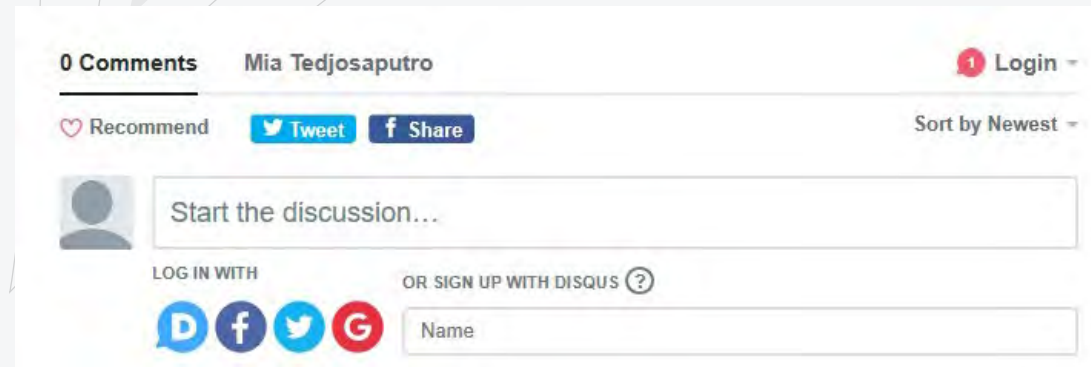 0 Comments Mia Tedjosaputro 1 Login
Recommend Tweet f Share Sort by Newest
Start the discussion…
LOG IN WITH
OR SIGN UP WITH DISQUS ?
D f G Name